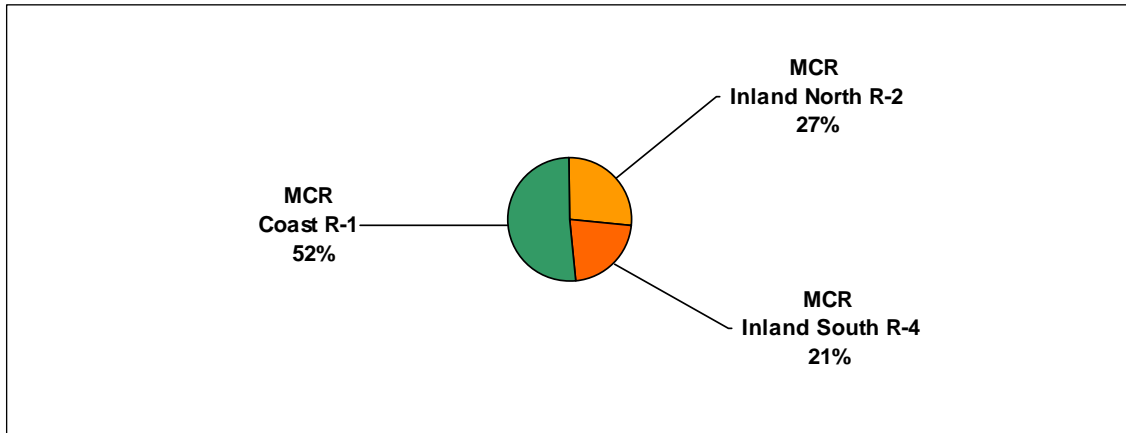 MCR
Inland North R-2
27%
MCR
Coast R-1
52%
MCR
Inland South R-4
21%